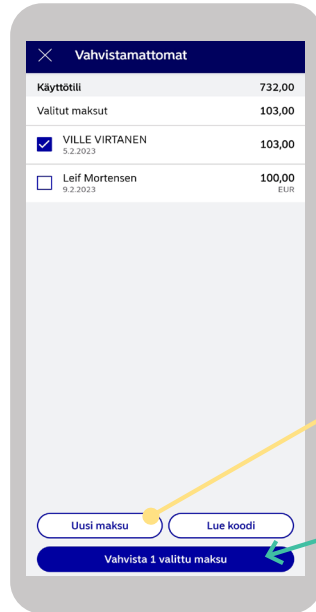 Vahvistamattomat
Käyttötili 732,00
Valitut maksut 103,00
VILLE VIRTANEN 103,00
5.2.2023
Leif Mortensen 100,00
9.2.2023 EUR
Uusi maksu Lue koodi
Vahvista 1 valittu maksu